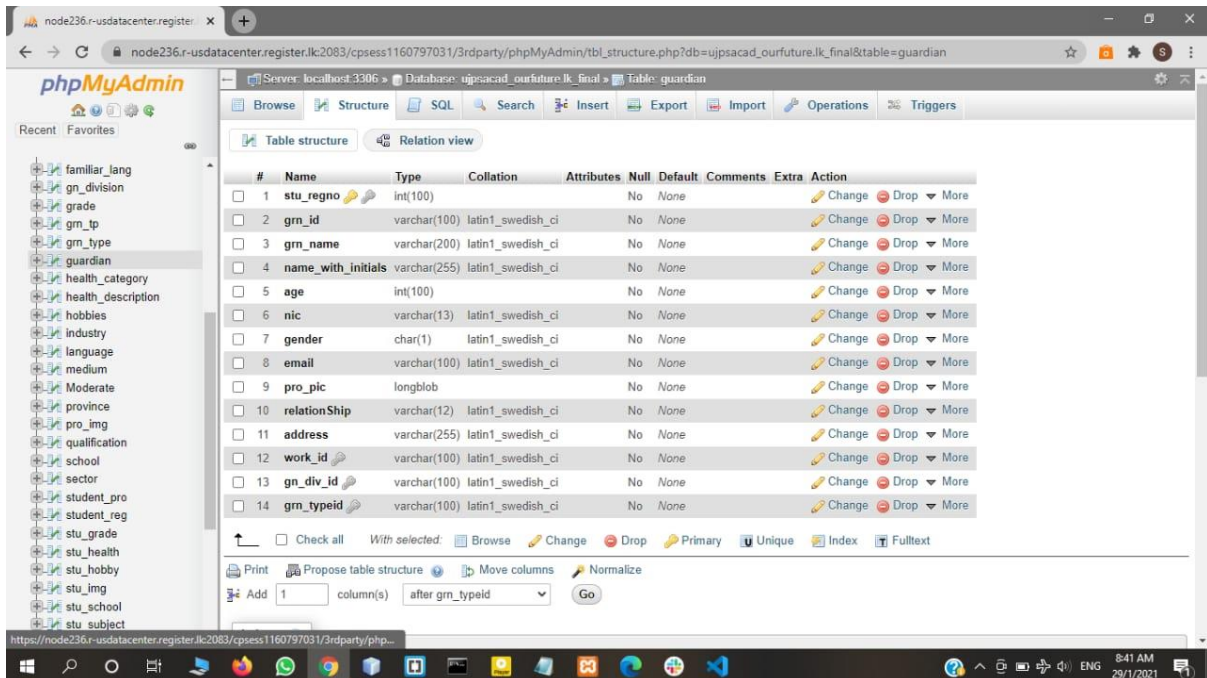 node236.r-usdatacenter.register.
node236.r-usdatacenter.register.lk:2083/cpsess1160797031/3rdparty/phpMyAdmin/tbl_structure.php?db=ujpsacad_ourfuture.lk_final&table=guardian
S
phpMyAdmin
Recent Favorites
familiar_lang
gn_division
grade
grn_tp
grn_type
guardian
health_category
health_description
hobbies
industry
language
medium
Moderate
province
pro_img
qualification
school
sector
student_pro
student_reg
stu_grade
stu_health
stu_hobby
stu_img
stu_school
stu_subject
Server: localhost:3306 » Database: ujpsacad_ourfuture.lk_final » Table: guardian
Browse Structure SQL Search Insert Export Import Operations Triggers
Table structure Relation view
# Name Type Collation Attributes Null Default Comments Extra Action
1 stu_regno int(100) No None Change Drop More
2 grn_id varchar(100) latin1_swedish_ci No None Change Drop More
3 grn_name varchar(200) latin1_swedish_ci No None Change Drop More
4 name_with_initials varchar(255) latin1_swedish_ci No None Change Drop More
5 age int(100) No None Change Drop More
6 nic varchar(13) latin1_swedish_ci No None Change Drop More
7 gender char(1) latin1_swedish_ci No None Change Drop More
8 email varchar(100) latin1_swedish_ci No None Change Drop More
9 pro_pic longblob No None Change Drop More
10 relationShip varchar(12) latin1_swedish_ci No None Change Drop More
11 address varchar(255) latin1_swedish_ci No None Change Drop More
12 work_id varchar(100) latin1_swedish_ci No None Change Drop More
13 gn_div_id varchar(100) latin1_swedish_ci No None Change Drop More
14 grn_typeid varchar(100) latin1_swedish_ci No None Change Drop More
Check all With selected: Browse Change Drop Primary Unique Index Fulltext
Print Propose table structure Move columns Normalize
Add 1 column(s) after grn_typeid Go
https://node236.r-usdatacenter.register.lk:2083/cpsess1160797031/3rdparty/php...
ENG
8:41 AM
29/1/2021